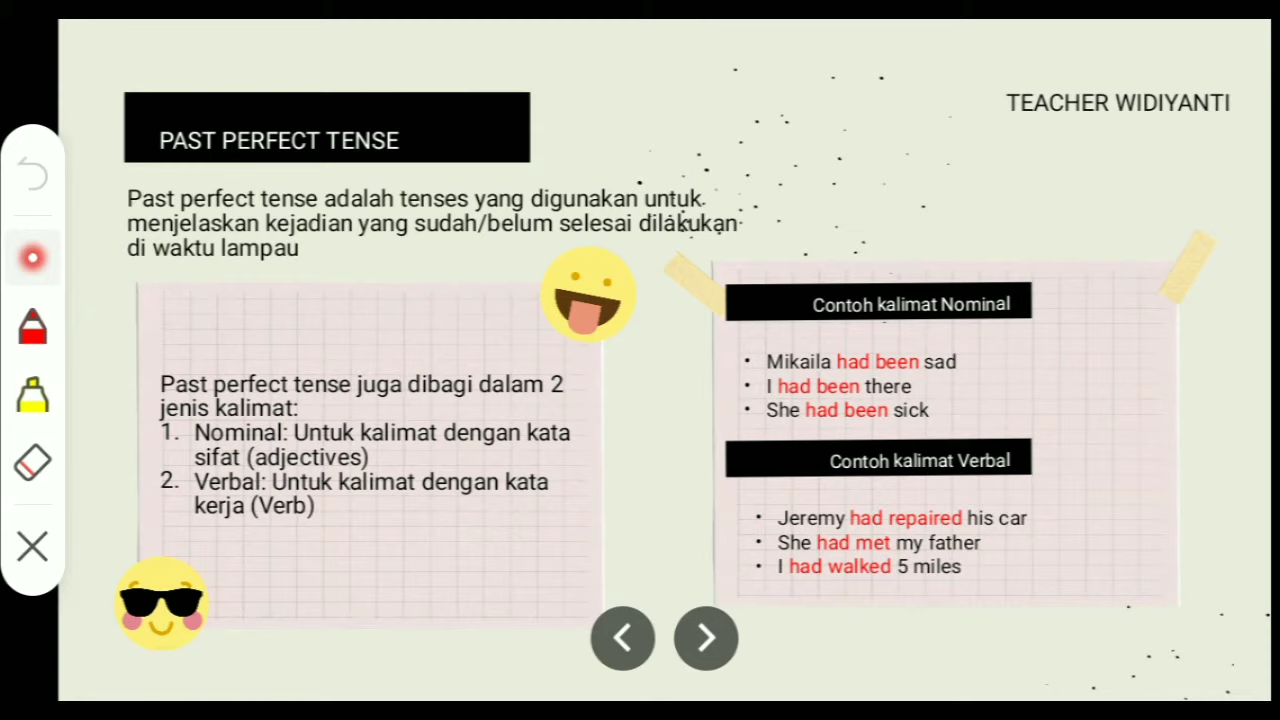 PAST PERFECT TENSE
TEACHER WIDIYANTI
Past perfect tense adalah tenses yang digunakan untuk
menjelaskan kejadian yang sudah/belum selesai dilakukan
di waktu lampau
Past perfect tense juga dibagi dalam 2
jenis kalimat:
1. Nominal: Untuk kalimat dengan kata
sifat (adjectives)
2. Verbal: Untuk kalimat dengan kata
kerja (Verb)
Contoh kalimat Nominal
• Mikaila had been sad
• I had been there
• She had been sick
Contoh kalimat Verbal
• Jeremy had repaired his car
• She had met my father
• I had walked 5 miles